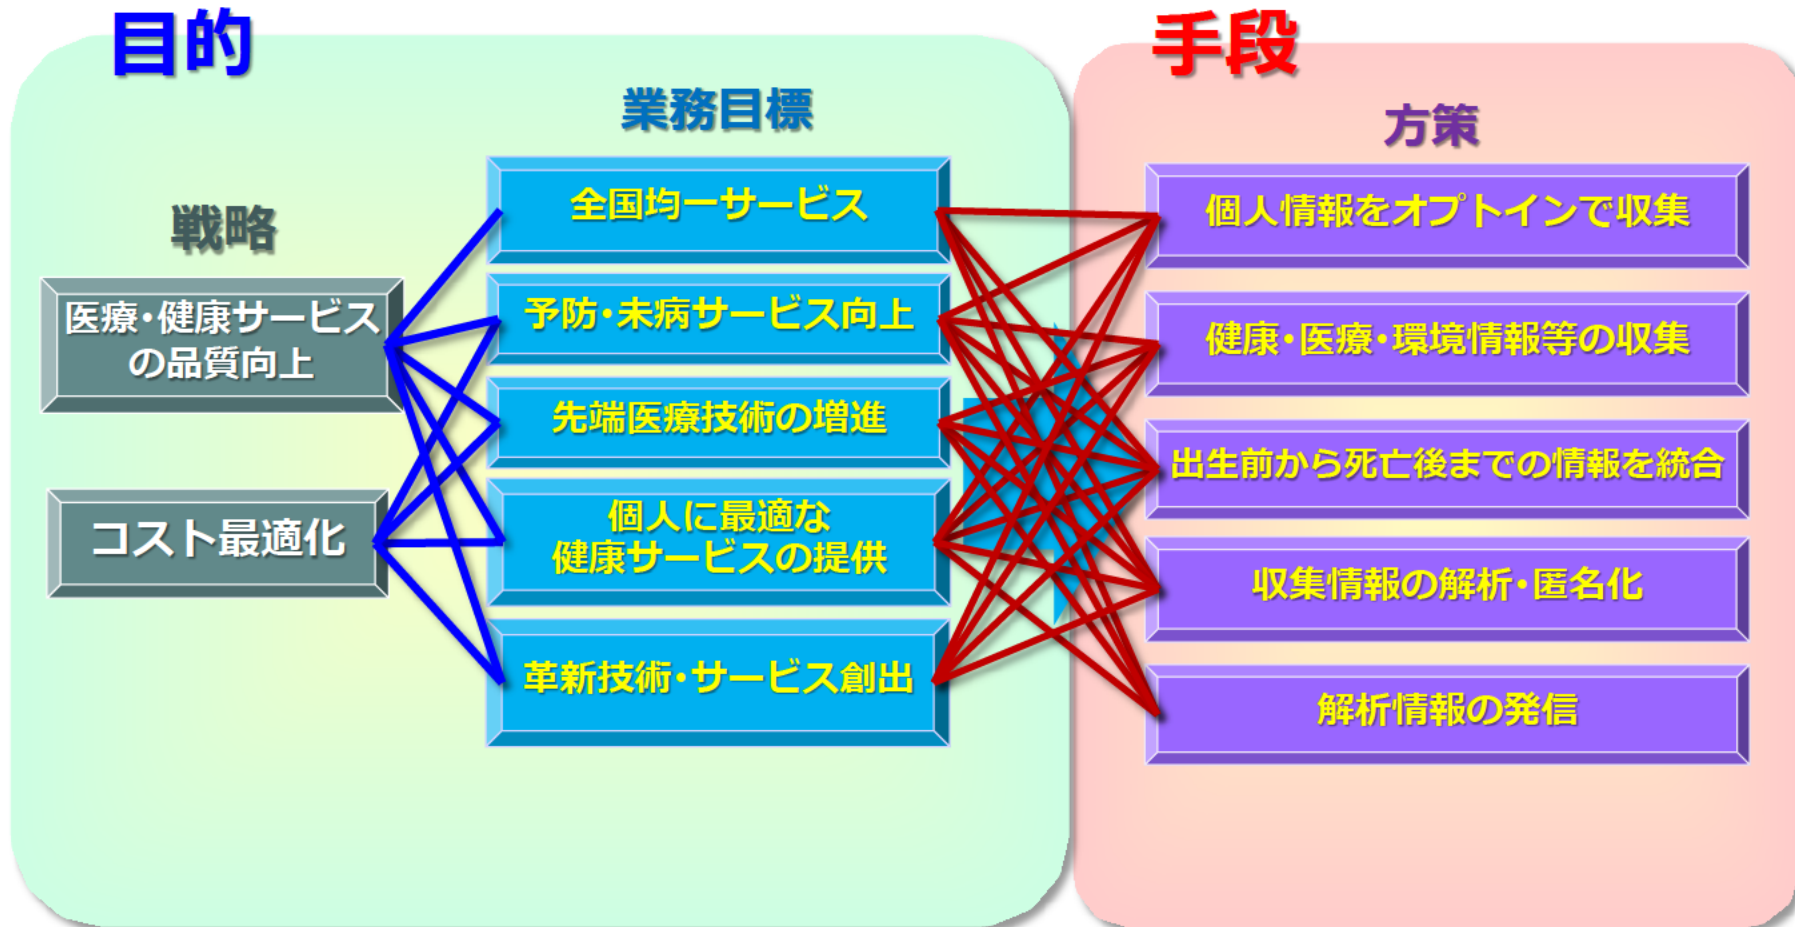 目的
手段
業務目標
方策
戦略
全国均一サービス
予防・未病サービス向上
先端医療技術の増進
個人に最適な
健康サービスの提供
革新技術・サービス創出
医療・健康サービス
の品質向上
コスト最適化
個人情報をオプトインで収集
健康・医療・環境情報等の収集
出生前から死亡後までの情報を統合
収集情報の解析・匿名化
解析情報の発信